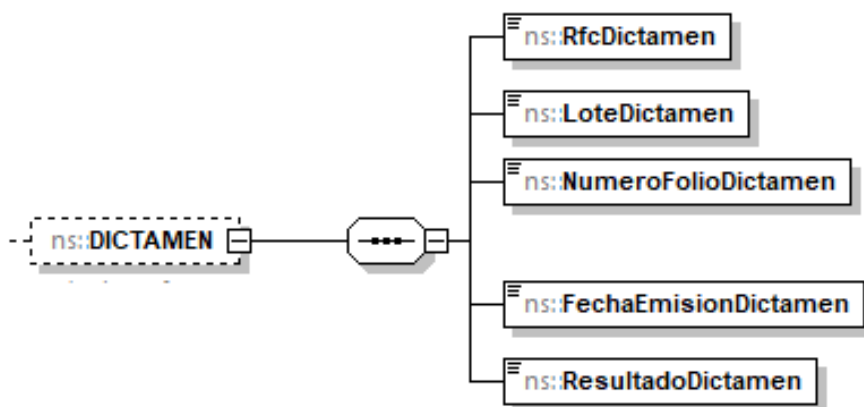 ns::RfcDictamen
ns::LoteDictamen
ns::NumeroFolioDictamen
ns::DICTAMEN
ns::FechaEmisionDictamen
ns::ResultadoDictamen